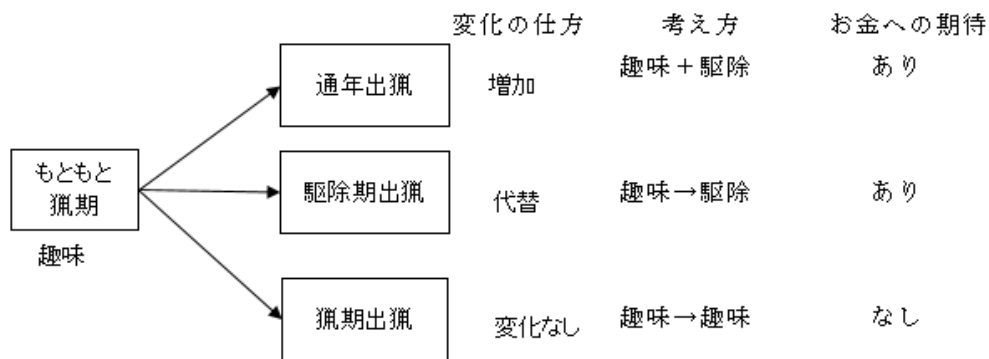 変化の仕方 考え方 お金への期待
通年出猟 増加 趣味+駆除 あり
もともと
猟期
趣味
駆除期出猟 代替 趣味→駆除 あり
猟期出猟 変化なし 趣味→趣味 なし